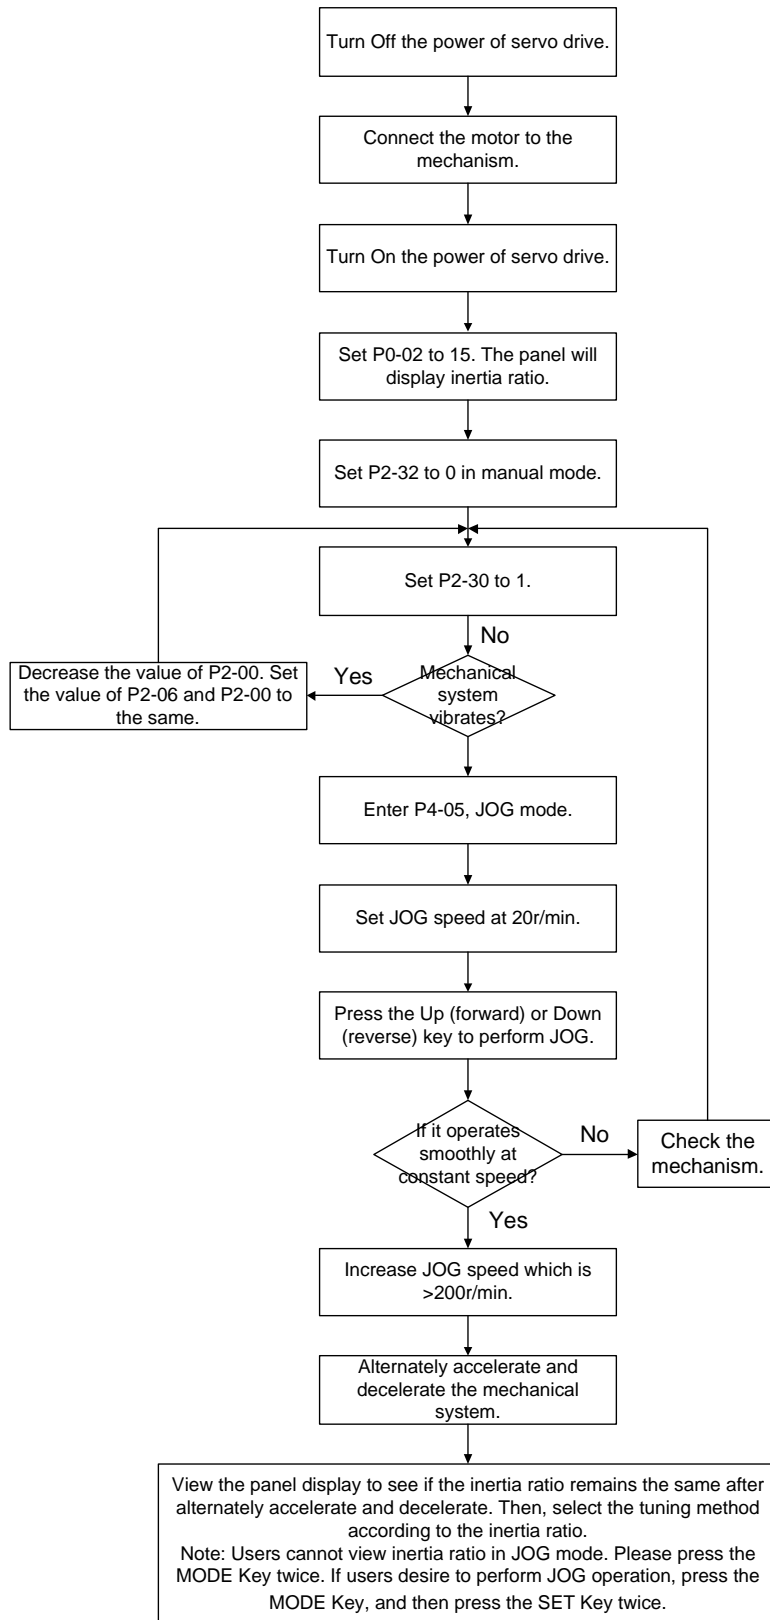 Turn Off the power of servo drive.
Connect the motor to the
mechanism.
Turn On the power of servo drive.
Set P0-02 to 15. The panel will
display inertia ratio.
Set P2-32 to 0 in manual mode.
Set P2-30 to 1.
No
Decrease the value of P2-00. Set
the value of P2-06 and P2-00 to
the same.
Yes
Mechanical
system
vibrates?
Enter P4-05, JOG mode.
Set JOG speed at 20r/min.
Press the Up (forward) or Down
(reverse) key to perform JOG.
If it operates
smoothly at
constant speed?
No
Check the
mechanism.
Yes
Increase JOG speed which is
>200r/min.
Alternately accelerate and
decelerate the mechanical
system.
View the panel display to see if the inertia ratio remains the same after
alternately accelerate and decelerate. Then, select the tuning method
according to the inertia ratio.
Note: Users cannot view inertia ratio in JOG mode. Please press the
MODE Key twice. If users desire to perform JOG operation, press the
MODE Key, and then press the SET Key twice.